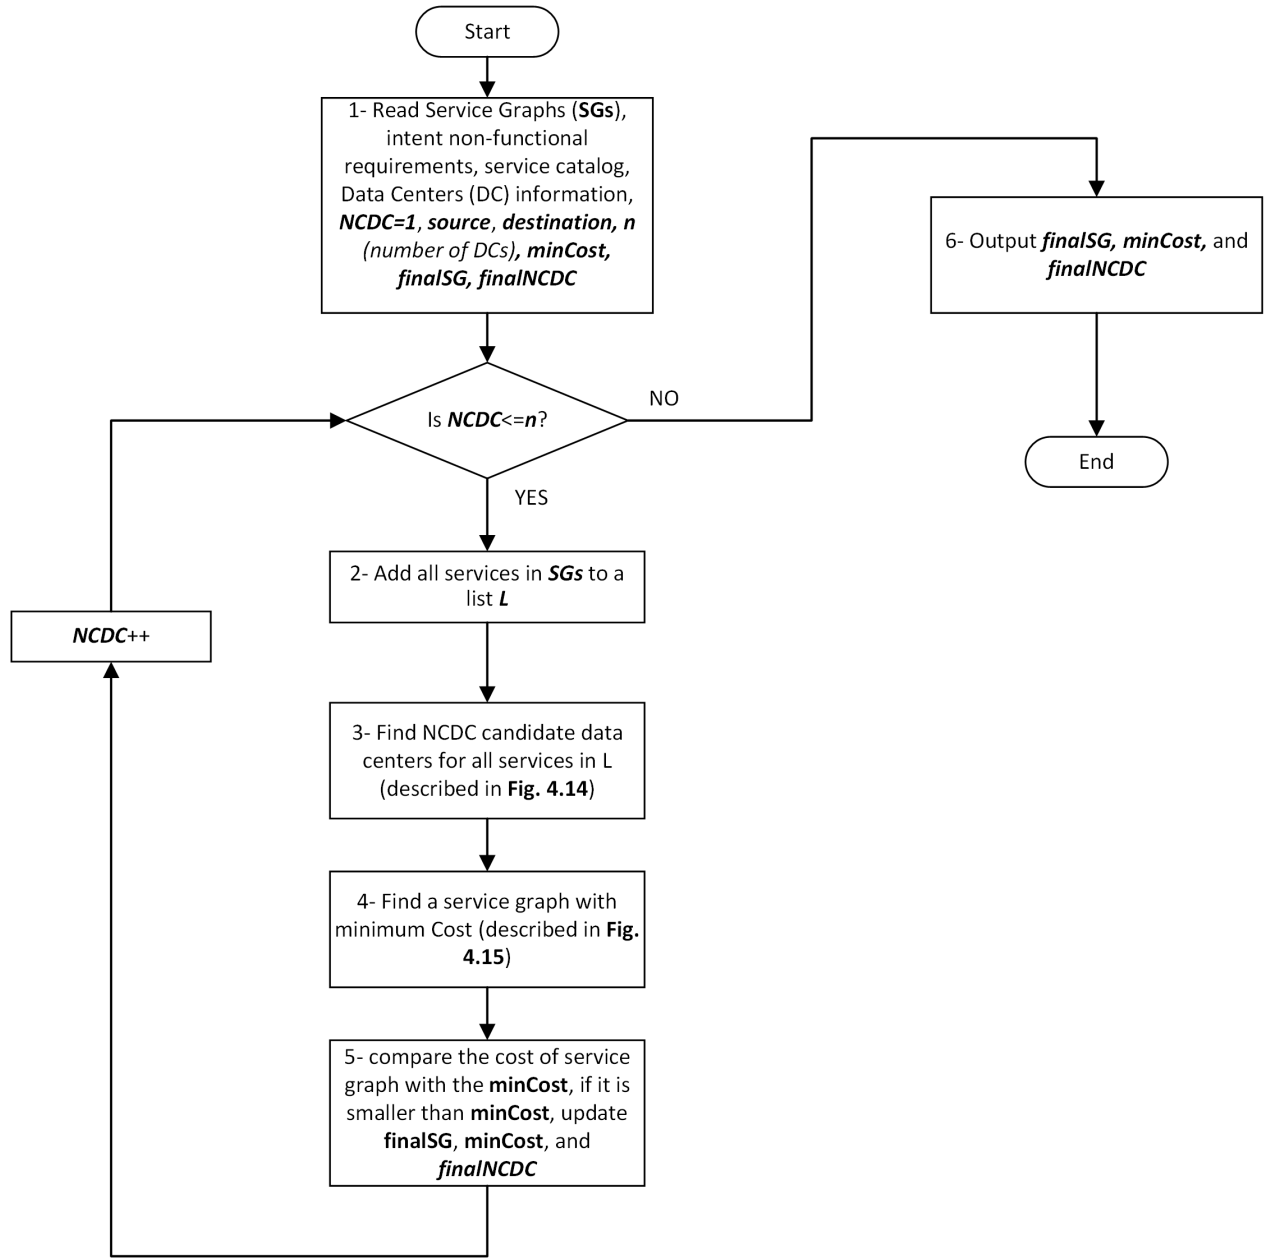 Start
1- Read Service Graphs (SGs),
intent non-functional
requirements, service catalog,
Data Centers (DC) information,
NCDC=1, source, destination, n
(number of DCs), minCost,
finalSG, finalNCDC
Is NCDC<=n?
NO
YES
2- Add all services in SGs to a
list L
3- Find NCDC candidate data
centers for all services in L
(described in Fig. 4.14)
4- Find a service graph with
minimum Cost (described in Fig.
4.15)
5- compare the cost of service
graph with the minCost, if it is
smaller than minCost, update
finalSG, minCost, and
finalNCDC
NCDC++
6- Output finalSG, minCost, and
finalNCDC
End